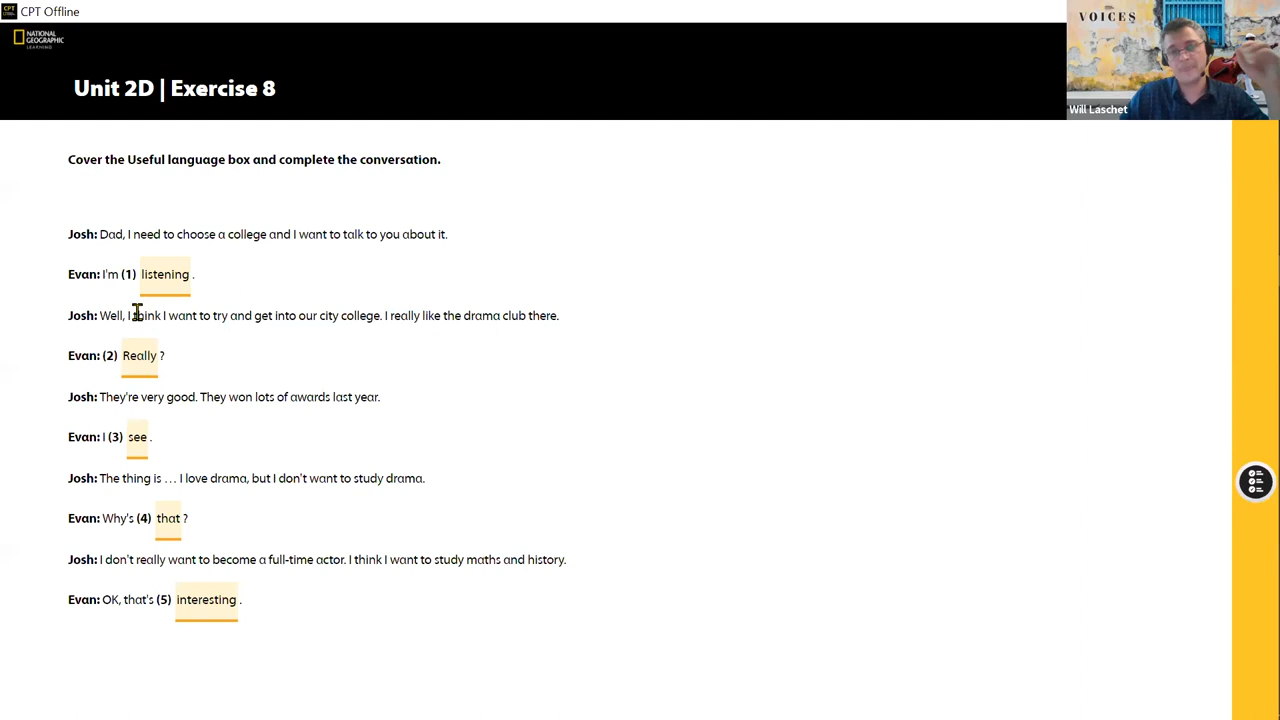 CPT Offline
NATIONAL
GEOGRAPHIC
LEARNING
VOICES
Unit 2D | Exercise 8
Will Laschet
Cover the Useful language box and complete the conversation.
Josh: Dad, I need to choose a college and I want to talk to you about it.
Evan: I'm (1) listening .
Josh: Well, I think I want to try and get into our city college. I really like the drama club there.
Evan: (2) Really ?
Josh: They're very good. They won lots of awards last year.
Evan: I (3) see .
Josh: The thing is … I love drama, but I don't want to study drama.
Evan: Why's (4) that ?
Josh: I don't really want to become a full-time actor. I think I want to study maths and history.
Evan: OK, that's (5) interesting .